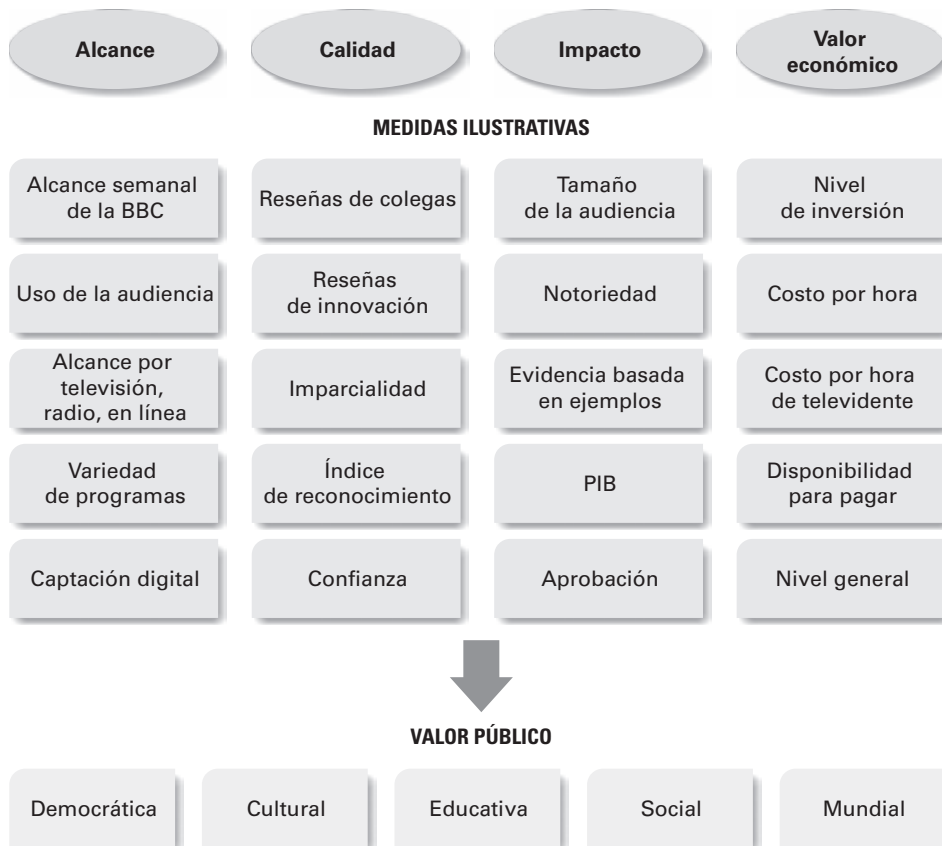 Alcance
Calidad
Impacto
Valor
económico
MEDIDAS ILUSTRATIVAS
Alcance semanal
de la BBC
Reseñas de colegas
Tamaño
de la audiencia
Nivel
de inversión
Uso de la audiencia
Reseñas
de innovación
Notoriedad
Costo por hora
Alcance por
televisión,
radio, en línea
Imparcialidad
Evidencia basada
en ejemplos
Costo por hora
de televidente
Variedad
de programas
Índice
de reconocimiento
PIB
Disponibilidad
para pagar
Captación digital
Confianza
Aprobación
Nivel general
VALOR PÚBLICO
Democrática
Cultural
Educativa
Social
Mundial